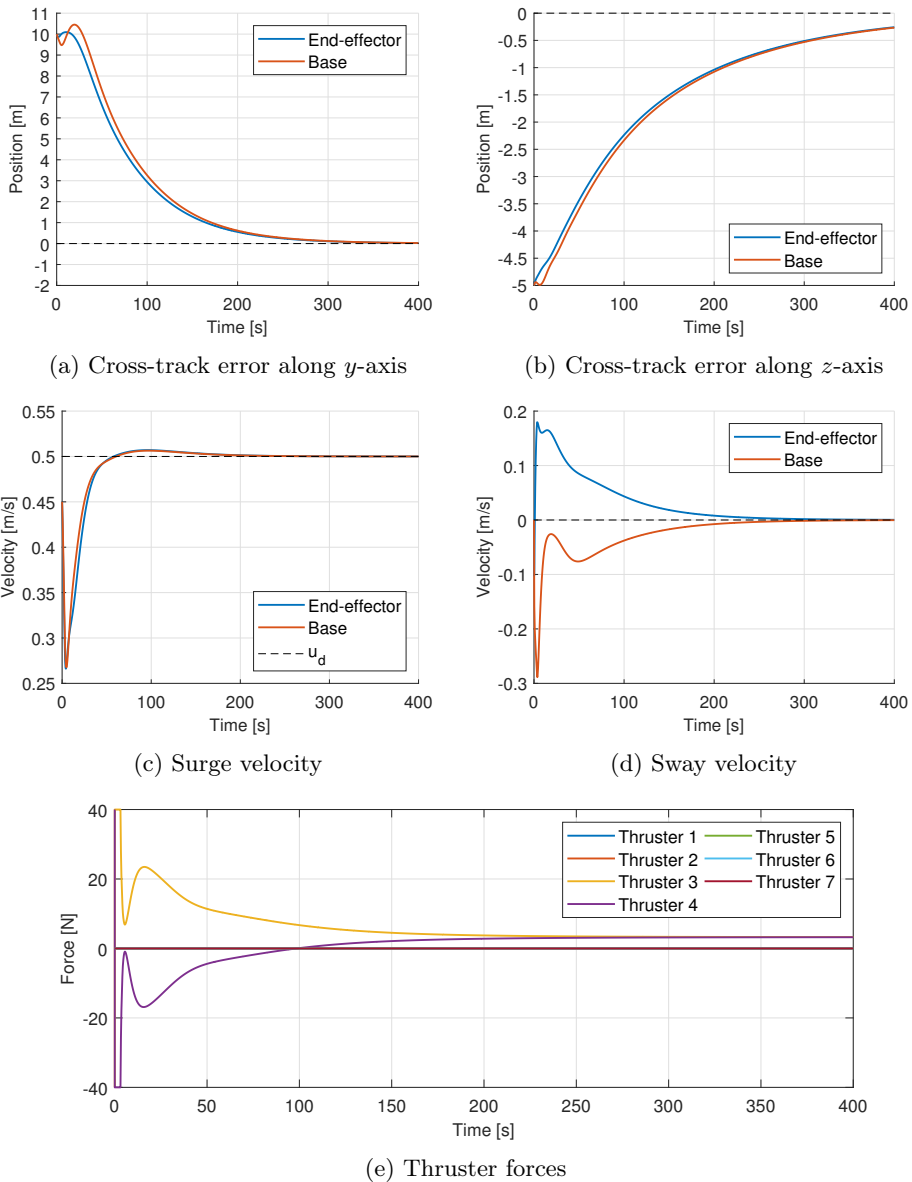 11
10
9
8
7
6
5
4
3
2
1
0
-1
-2
Position [m]
End-effector
Base
0 100 200 300 400
Time [s]
(a) Cross-track error along y-axis
0
-0.5
-1
-1.5
-2
-2.5
-3
-3.5
-4
-4.5
-5
Position [m]
End-effector
Base
0 100 200 300 400
Time [s]
(b) Cross-track error along z-axis
0.55
0.5
0.45
0.4
0.35
0.3
0.25
Velocity [m/s]
End-effector
Base
u_d
0 100 200 300 400
Time [s]
(c) Surge velocity
0.2
0.1
0
-0.1
-0.2
-0.3
Velocity [m/s]
End-effector
Base
0 100 200 300 400
Time [s]
(d) Sway velocity
40
20
0
-20
-40
Force [N]
Thruster 1 Thruster 5
Thruster 2 Thruster 6
Thruster 3 Thruster 7
Thruster 4
0 50 100 150 200 250 300 350 400
Time [s]
(e) Thruster forces